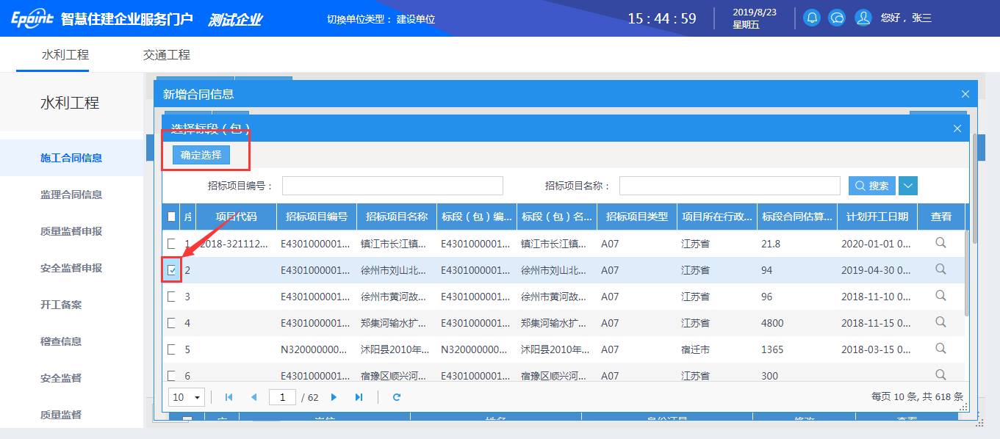 Epoint 智慧住建企业服务门户 测试企业 切换单位类型： 建设单位 15 : 44 : 59 2019/8/23 星期五 您好 ，张三
水利工程 交通工程
水利工程
施工合同信息
监理合同信息
质量监督申报
安全监督申报
开工备案
稽查信息
安全监督
质量监督
新增合同信息
选择标段（包）
确定选择
招标项目编号： 招标项目名称： 搜索
序 项目代码 招标项目编号 招标项目名称 标段（包）编... 标段（包）名... 招标项目类型 项目所在行政... 标段合同估算... 计划开工日期 查看
1 2018-321112... E4301000001... 镇江市长江镇... E4301000001... 镇江市长江镇... A07 江苏省 21.8 2020-01-01 0...
2 E4301000001... 徐州市刘山北... E4301000001... 徐州市刘山北... A07 江苏省 94 2019-04-30 0...
3 E4301000001... 徐州市黄河故... E4301000001... 徐州市黄河故... A07 江苏省 96 2018-11-10 0...
4 E4301000001... 郑集河输水扩... E4301000001... 郑集河输水扩... A07 江苏省 4800 2018-11-15 0...
5 N320000000... 沭阳县2010年... N320000000... 沭阳县2010年... A07 宿迁市 1365 2018-03-15 0...
6 E4301000001... 宿豫区顺兴河... E4301000001... 宿豫区顺兴河... A07 江苏省 300
10 1 / 62 每页 10 条, 共 618 条